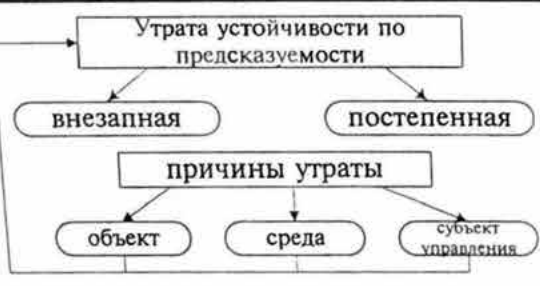 Утрата устойчивости по
предсказуемости
внезапная
постепенная
причины утраты
объект
среда
субъект
управления